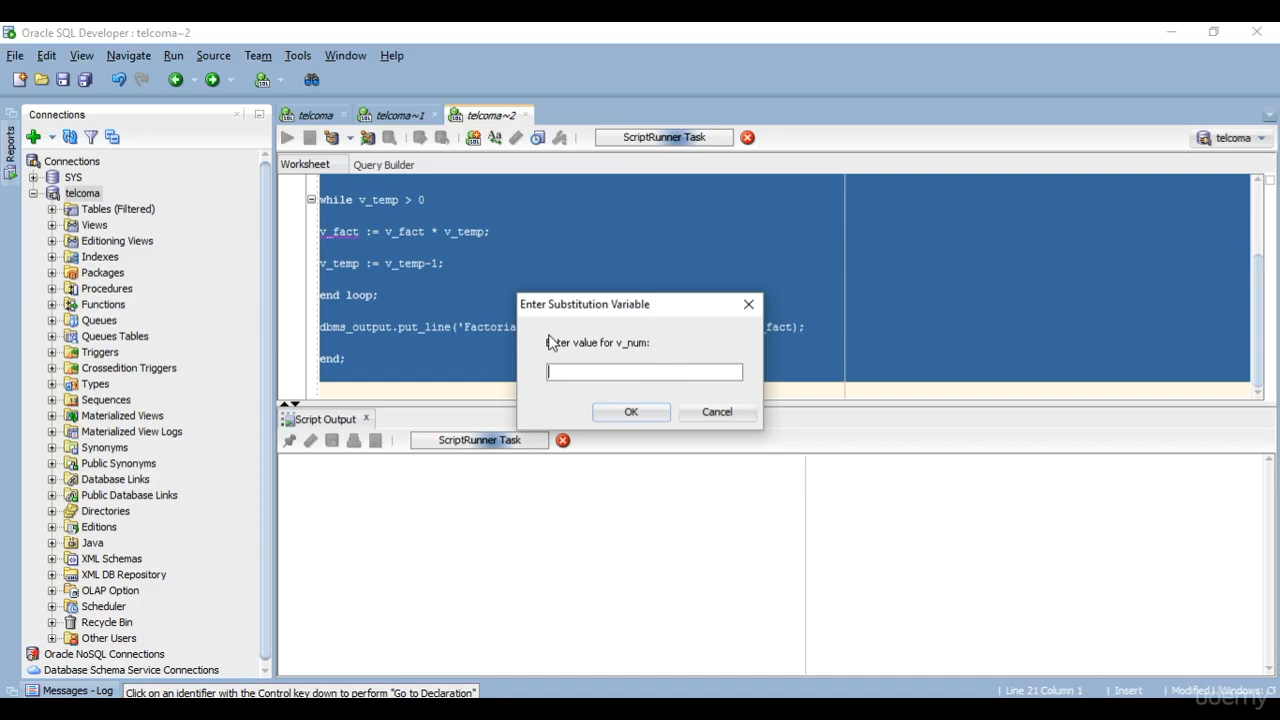 Oracle SQL Developer : telcoma~2
File Edit View Navigate Run Source Team Tools Window Help
Connections
telcoma telcoma~1 telcoma~2
ScriptRunner Task
telcoma
Reports
Worksheet Query Builder
Connections
SYS
telcoma
Tables (Filtered)
Views
Editioning Views
Indexes
Packages
Procedures
Functions
Queues
Queues Tables
Triggers
Crossedition Triggers
Types
Sequences
Materialized Views
Materialized View Logs
Synonyms
Public Synonyms
Database Links
Public Database Links
Directories
Editions
Java
XML Schemas
XML DB Repository
OLAP Option
Scheduler
Recycle Bin
Other Users
Oracle NoSQL Connections
Database Schema Service Connections
while v_temp > 0
v_fact := v_fact * v_temp;
v_temp := v_temp-1;
end loop;
dbms_output.put_line('Factoria
fact);
end;
Enter Substitution Variable
Enter value for v_num:
OK Cancel
Script Output
ScriptRunner Task
Messages - Log
Click on an identifier with the Control key down to perform "Go to Declaration"
Line 21 Column 1 Insert Modified Windows: CF
udemy